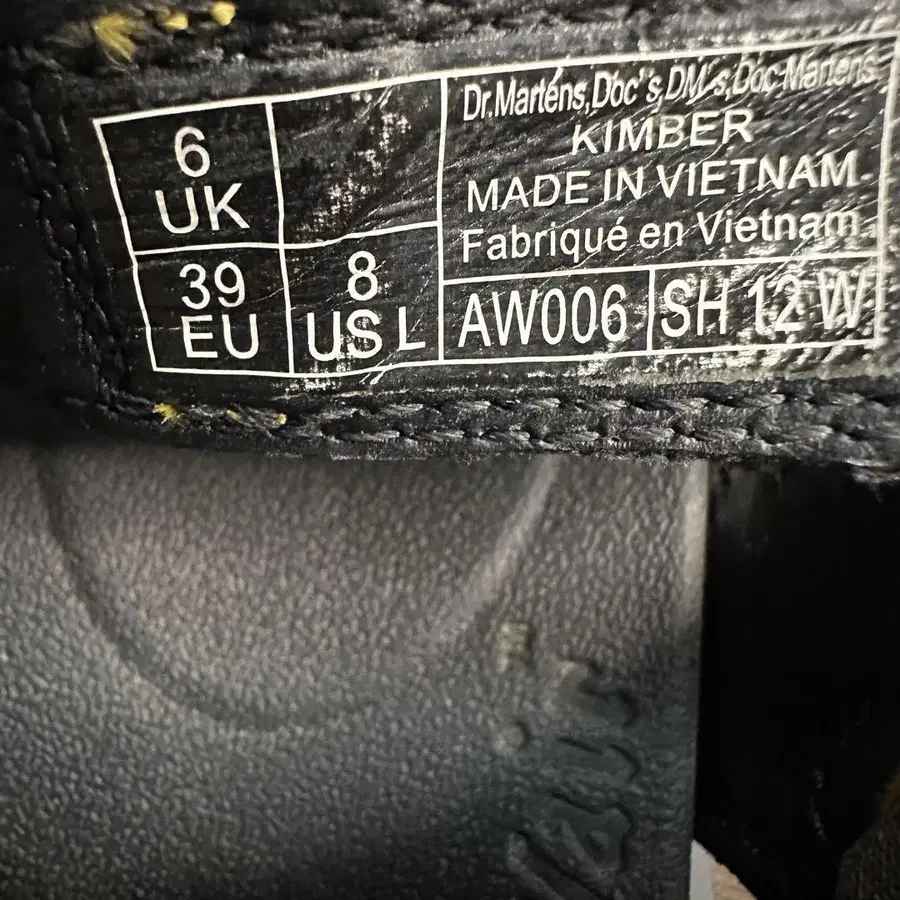 6
UK
39
EU
8
US L
Dr.Martens,Doc's,DM's,Doc Martens
KIMBER
MADE IN VIETNAM
Fabriqué en Vietnam
AW006
SH 12 W